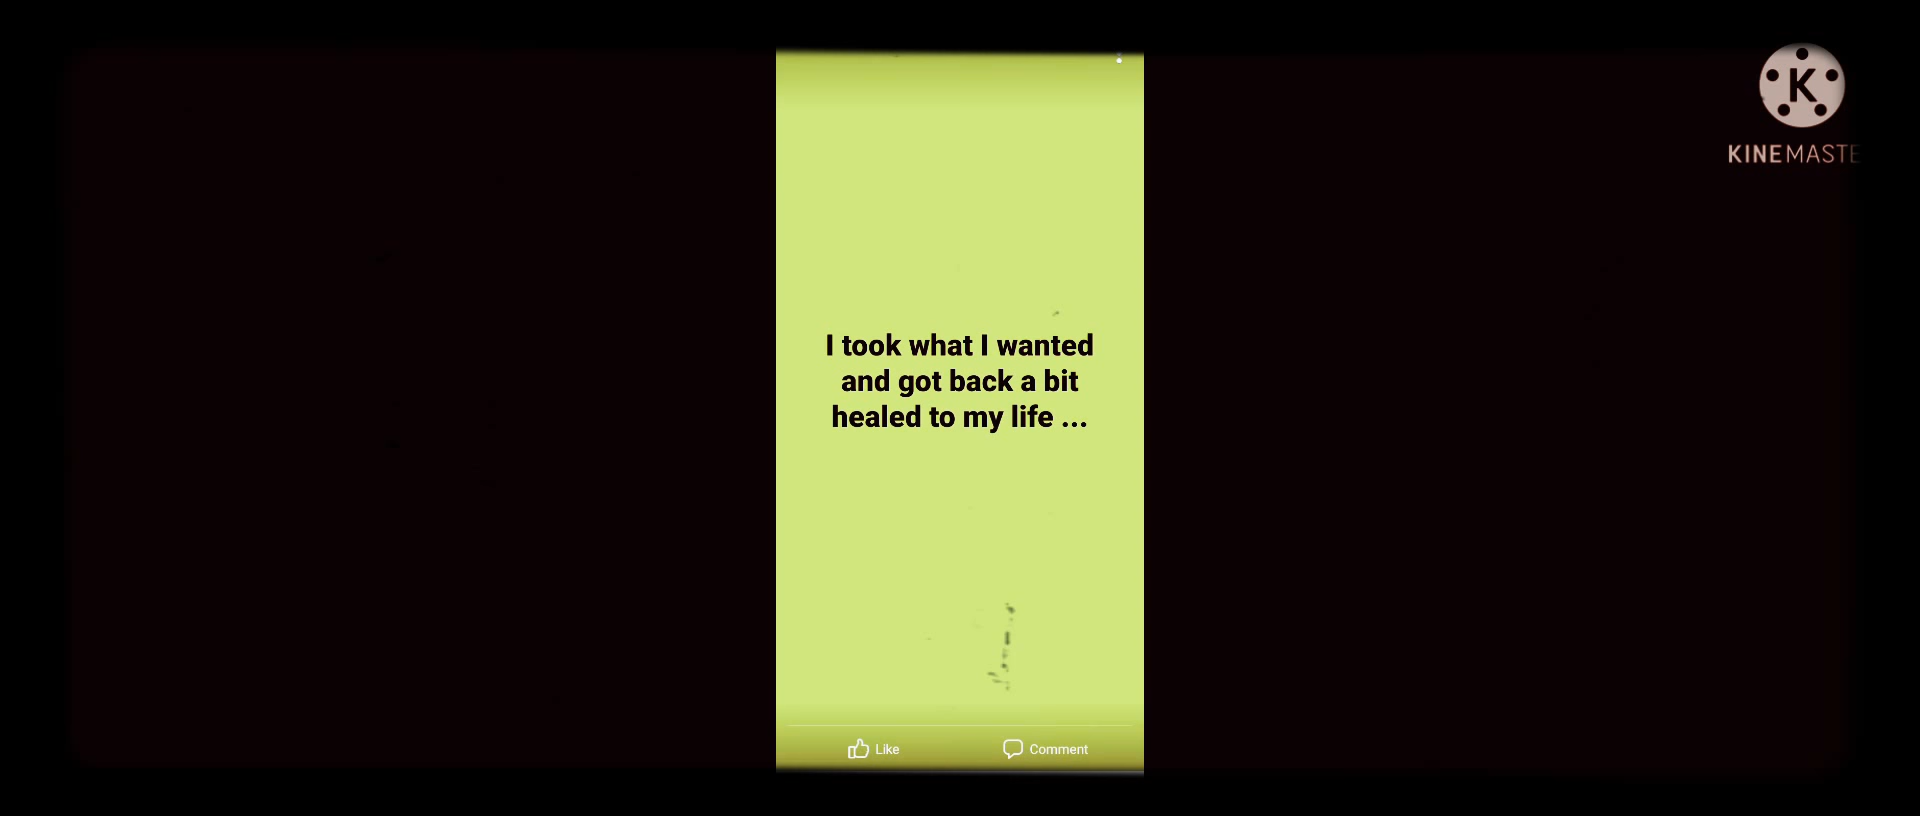 KINEMASTE
I took what I wanted
and got back a bit
healed to my life ...
Like
Comment